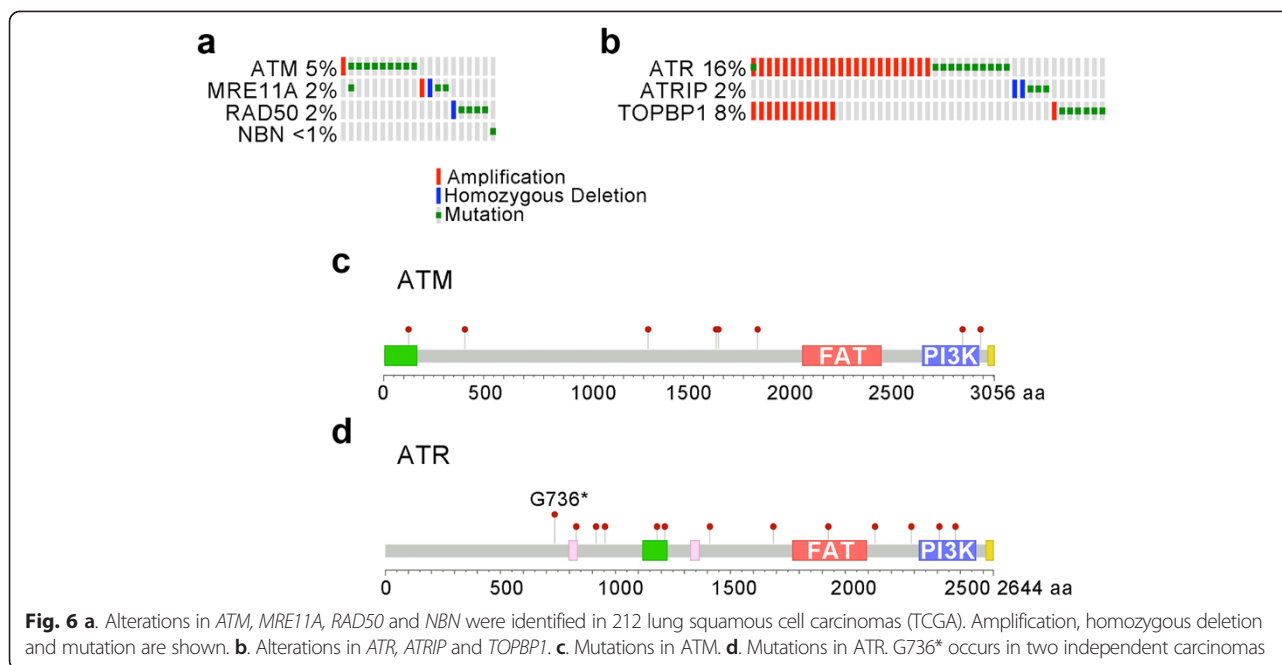 a
ATM 5%
MRE11A 2%
RAD50 2%
NBN <1%
b
ATR 16%
ATRIP 2%
TOPBP1 8%
Amplification
Homozygous Deletion
Mutation
c
ATM
FAT
PI3K
0 500 1000 1500 2000 2500 3056 aa
d
ATR
G736*
FAT
PI3K
0 500 1000 1500 2000 2500 2644 aa
Fig. 6 a. Alterations in ATM, MRE11A, RAD50 and NBN were identified in 212 lung squamous cell carcinomas (TCGA). Amplification, homozygous deletion
and mutation are shown. b. Alterations in ATR, ATRIP and TOPBP1. c. Mutations in ATM. d. Mutations in ATR. G736* occurs in two independent carcinomas